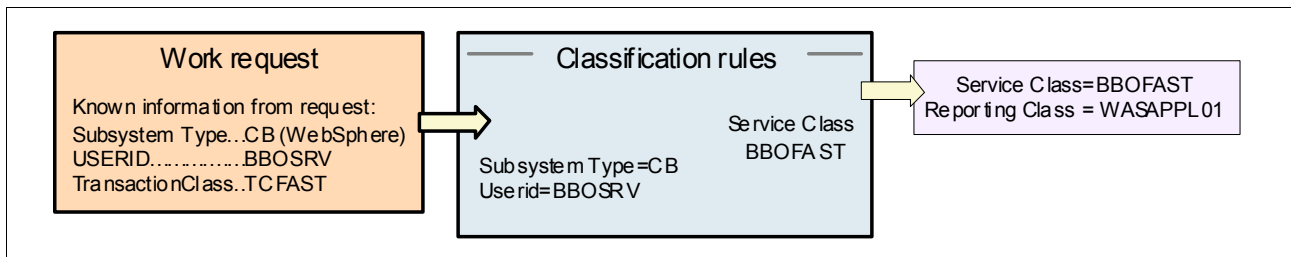 Work request
Known information from request:
Subsystem Type...CB (WebSphere)
USERID................BBOSRV
TransactionClass..TCFAST
Classification rules
Service Class
BBOFAST
Subsystem Type=CB
Userid=BBOSRV
Service Class=BBOFAST
Reporting Class = WASAPPL01